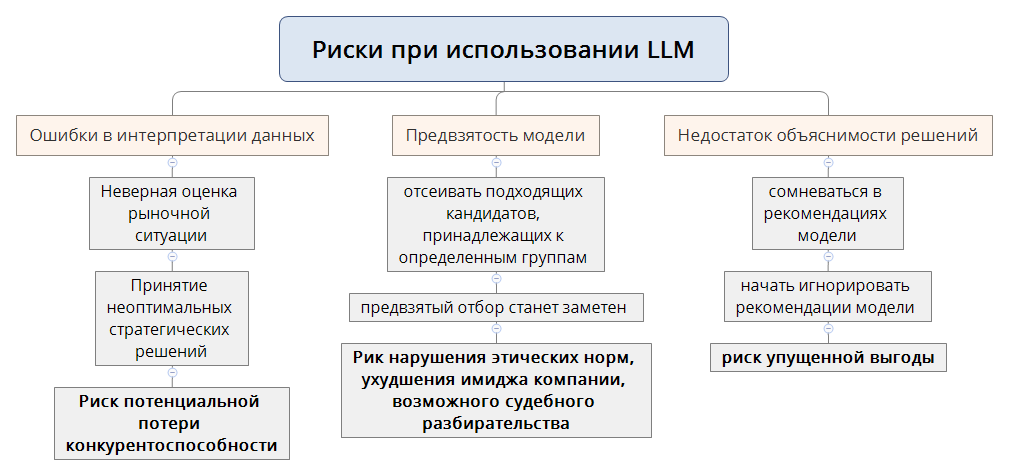 Риски при использовании LLM
Ошибки в интерпретации данных
Неверная оценка
рыночной
ситуации
Принятие
неоптимальных
стратегических
решений
Риск потенциальной
потери
конкурентоспособности
Предвзятость модели
отсеивать подходящих
кандидатов,
принадлежащих к
определенным группам
предвзятый отбор станет заметен
Рик нарушения этических норм,
ухудшения имиджа компании,
возможного судебного
разбирательства
Недостаток объяснимости решений
сомневаться в
рекомендациях
модели
начать игнорировать
рекомендации модели
риск упущенной выгоды